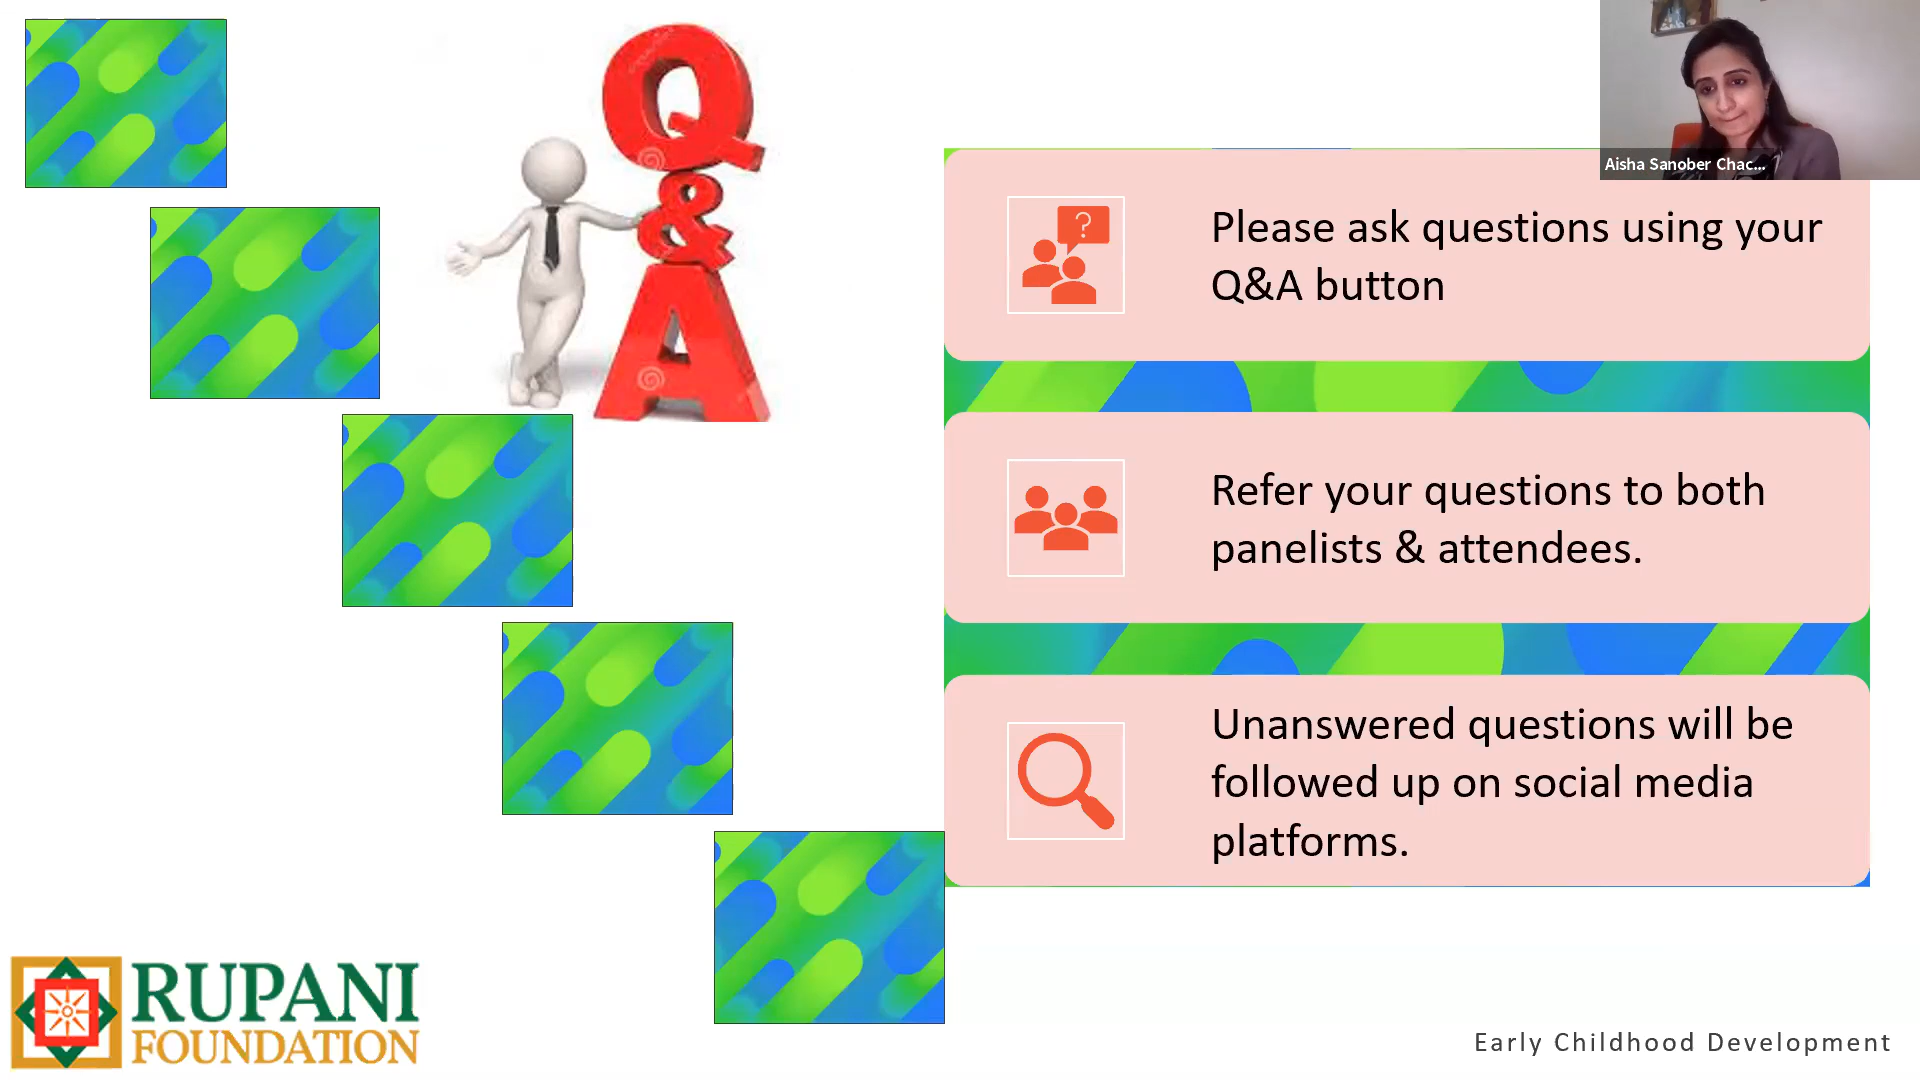 Q
&
A
Aisha Sanober Chac...
Please ask questions using your
Q&A button
?
Refer your questions to both
panelists & attendees.
Unanswered questions will be
followed up on social media
platforms.
RUPANI
FOUNDATION
Early Childhood Development